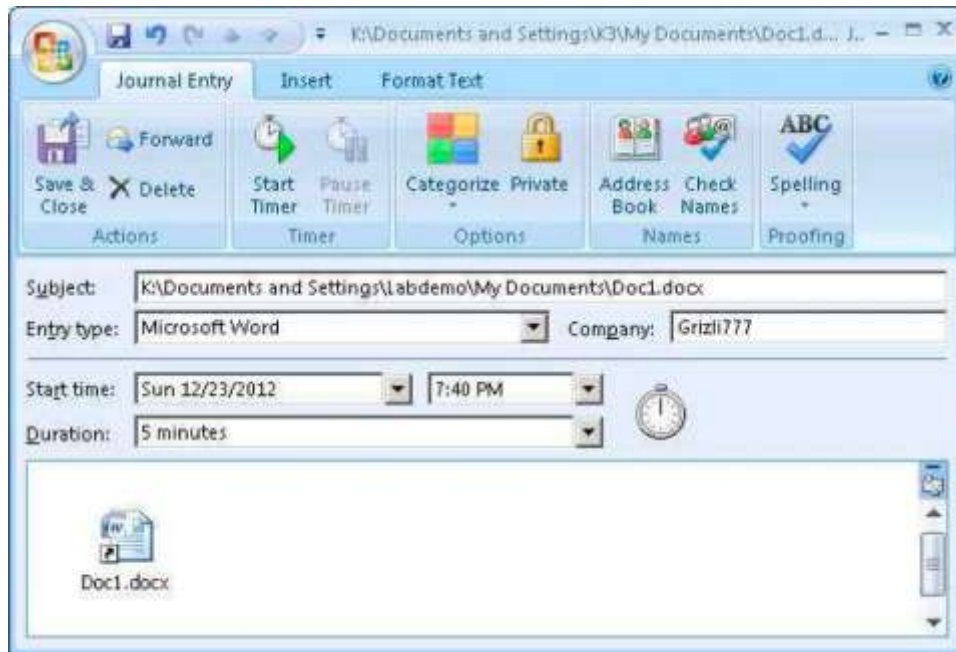 K:\Documents and Settings\K3\My Documents\Doc1.d... J..
Journal Entry Insert Format Text
Save & Close
Forward
Delete
Actions
Start Timer
Pause Timer
Timer
Categorize
Private
Options
Address Book
Check Names
Names
ABC
Spelling
Proofing
Subject: K:\Documents and Settings\Labdemo\My Documents\Doc1.docx
Entry type: Microsoft Word Company: Grizli777
Start time: Sun 12/23/2012 7:40 PM
Duration: 5 minutes
Doc1.docx